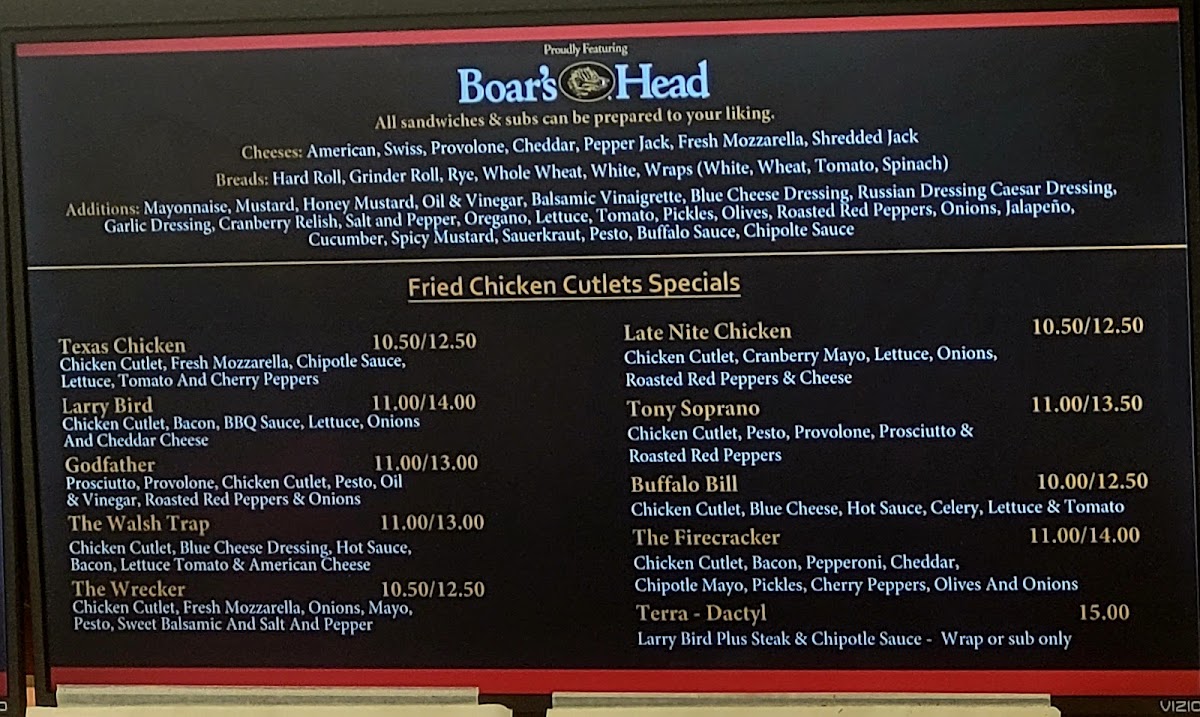 Proudly Featuring
Boar's Head
All sandwiches & subs can be prepared to your liking.
Cheeses: American, Swiss, Provolone, Cheddar, Pepper Jack, Fresh Mozzarella, Shredded Jack
Breads: Hard Roll, Grinder Roll, Rye, Whole Wheat, White, Wraps (White, Wheat, Tomato, Spinach)
Additions: Mayonnaise, Mustard, Honey Mustard, Oil & Vinegar, Balsamic Vinaigrette, Blue Cheese Dressing, Russian Dressing Caesar Dressing,
Garlic Dressing, Cranberry Relish, Salt and Pepper, Oregano, Lettuce, Tomato, Pickles, Olives, Roasted Red Peppers, Onions, Jalapeño,
Cucumber, Spicy Mustard, Sauerkraut, Pesto, Buffalo Sauce, Chipolte Sauce
Fried Chicken Cutlets Specials
Texas Chicken 10.50/12.50
Chicken Cutlet, Fresh Mozzarella, Chipotle Sauce,
Lettuce, Tomato And Cherry Peppers
Larry Bird 11.00/14.00
Chicken Cutlet, Bacon, BBQ Sauce, Lettuce, Onions
And Cheddar Cheese
Godfather 11.00/13.00
Prosciutto, Provolone, Chicken Cutlet, Pesto, Oil
& Vinegar, Roasted Red Peppers & Onions
The Walsh Trap 11.00/13.00
Chicken Cutlet, Blue Cheese Dressing, Hot Sauce,
Bacon, Lettuce Tomato & American Cheese
The Wrecker 10.50/12.50
Chicken Cutlet, Fresh Mozzarella, Onions, Mayo,
Pesto, Sweet Balsamic And Salt And Pepper
Late Nite Chicken 10.50/12.50
Chicken Cutlet, Cranberry Mayo, Lettuce, Onions,
Roasted Red Peppers & Cheese
Tony Soprano 11.00/13.50
Chicken Cutlet, Pesto, Provolone, Prosciutto &
Roasted Red Peppers
Buffalo Bill 10.00/12.50
Chicken Cutlet, Blue Cheese, Hot Sauce, Celery, Lettuce & Tomato
The Firecracker 11.00/14.00
Chicken Cutlet, Bacon, Pepperoni, Cheddar,
Chipotle Mayo, Pickles, Cherry Peppers, Olives And Onions
Terra - Dactyl 15.00
Larry Bird Plus Steak & Chipotle Sauce - Wrap or sub only